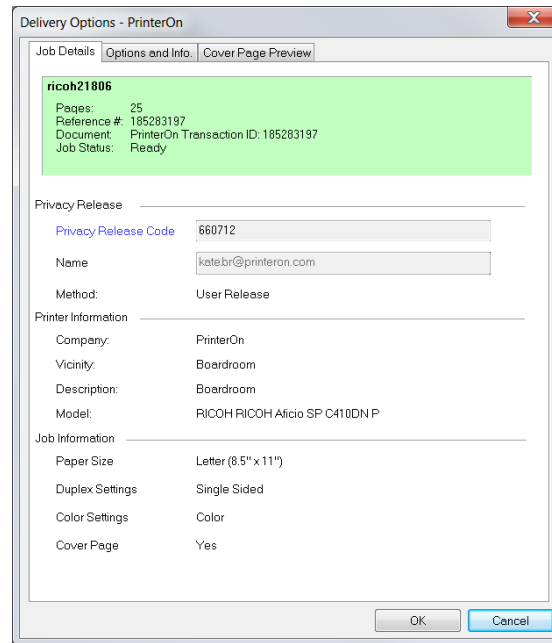 Delivery Options - PrinterOn
Job Details Options and Info. Cover Page Preview
ricoh21806
Pages: 25
Reference #: 185283197
Document: PrinterOn Transaction ID: 185283197
Job Status: Ready
Privacy Release
Privacy Release Code 660712
Name kate.br@printeron.com
Method: User Release
Printer Information
Company: PrinterOn
Vicinity: Boardroom
Description: Boardroom
Model: RICOH RICOH Aficio SP C410DN P
Job Information
Paper Size Letter (8.5" x 11")
Duplex Settings Single Sided
Color Settings Color
Cover Page Yes
OK Cancel